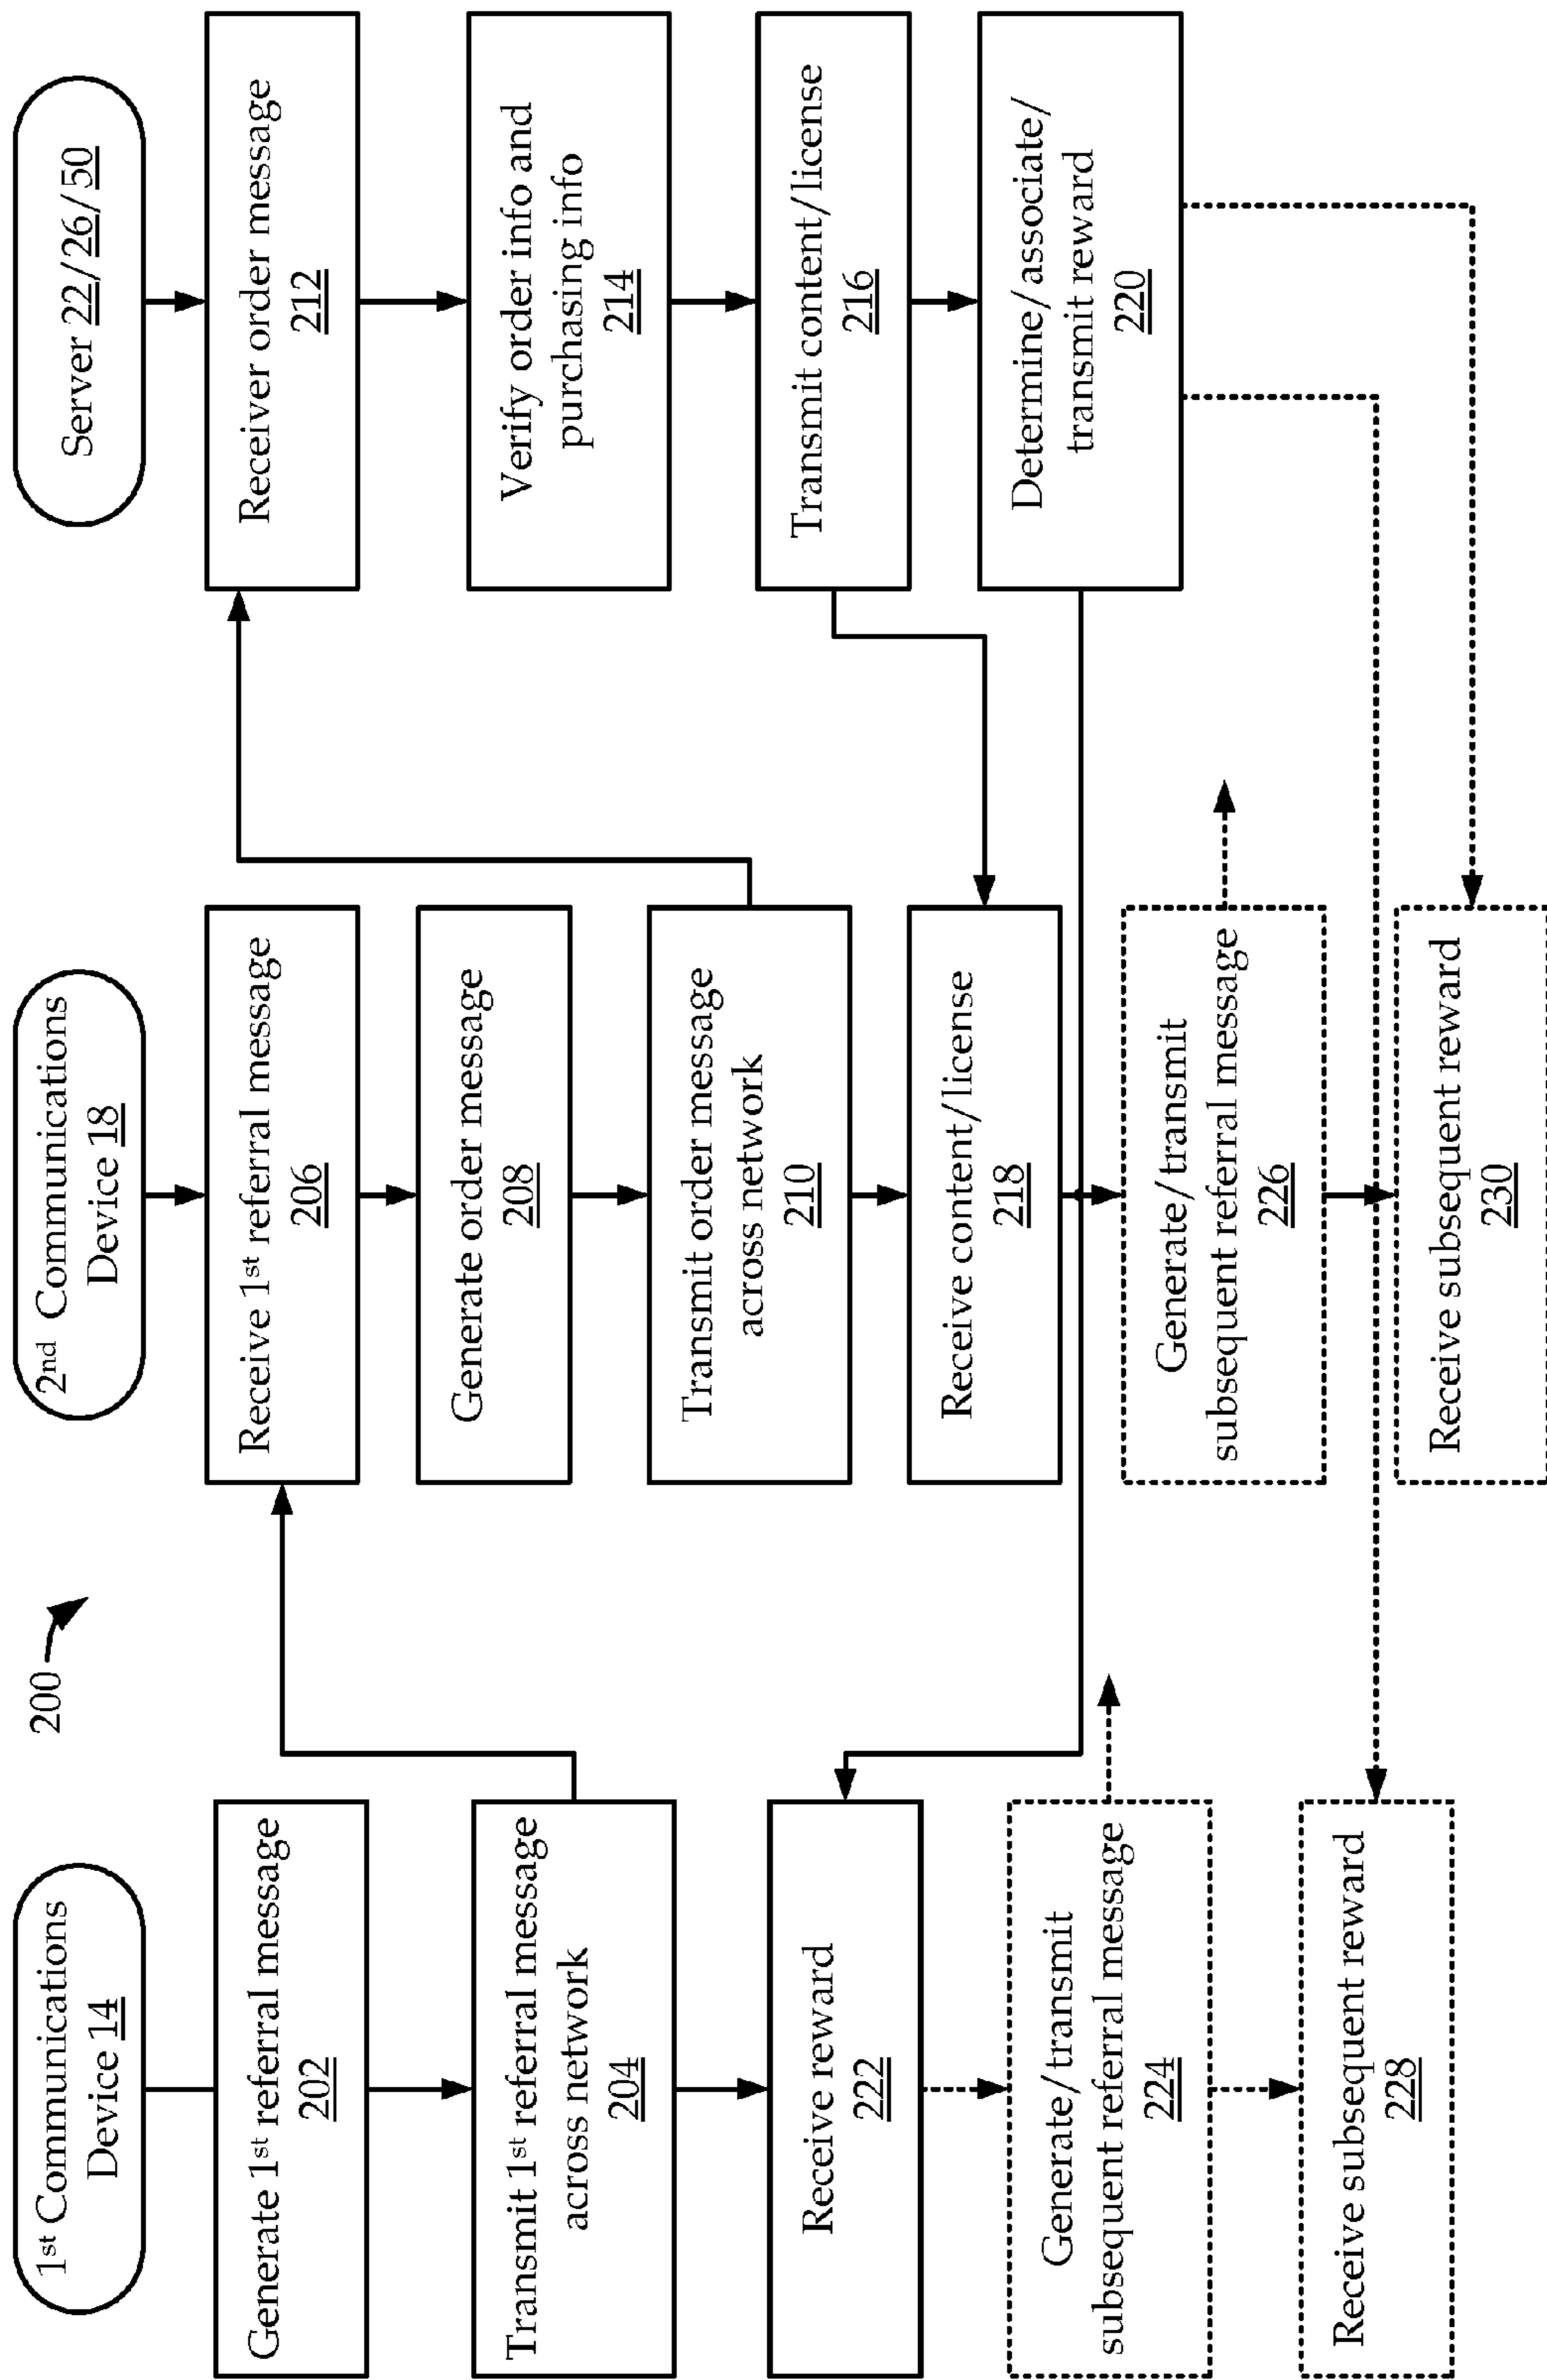 200
1st Communications
Device 14
Generate 1st referral message
202
Transmit 1st referral message
across network
204
Receive reward
222
Generate/transmit
subsequent referral message
224
Receive subsequent reward
228
2nd Communications
Device 18
Receive 1st referral message
206
Generate order message
208
Transmit order message
across network
210
Receive content/license
218
Generate/transmit
subsequent referral message
226
Receive subsequent reward
230
Server 22/26/50
Receiver order message
212
Verify order info and
purchasing info
214
Transmit content/license
216
Determine/associate/
transmit reward
220